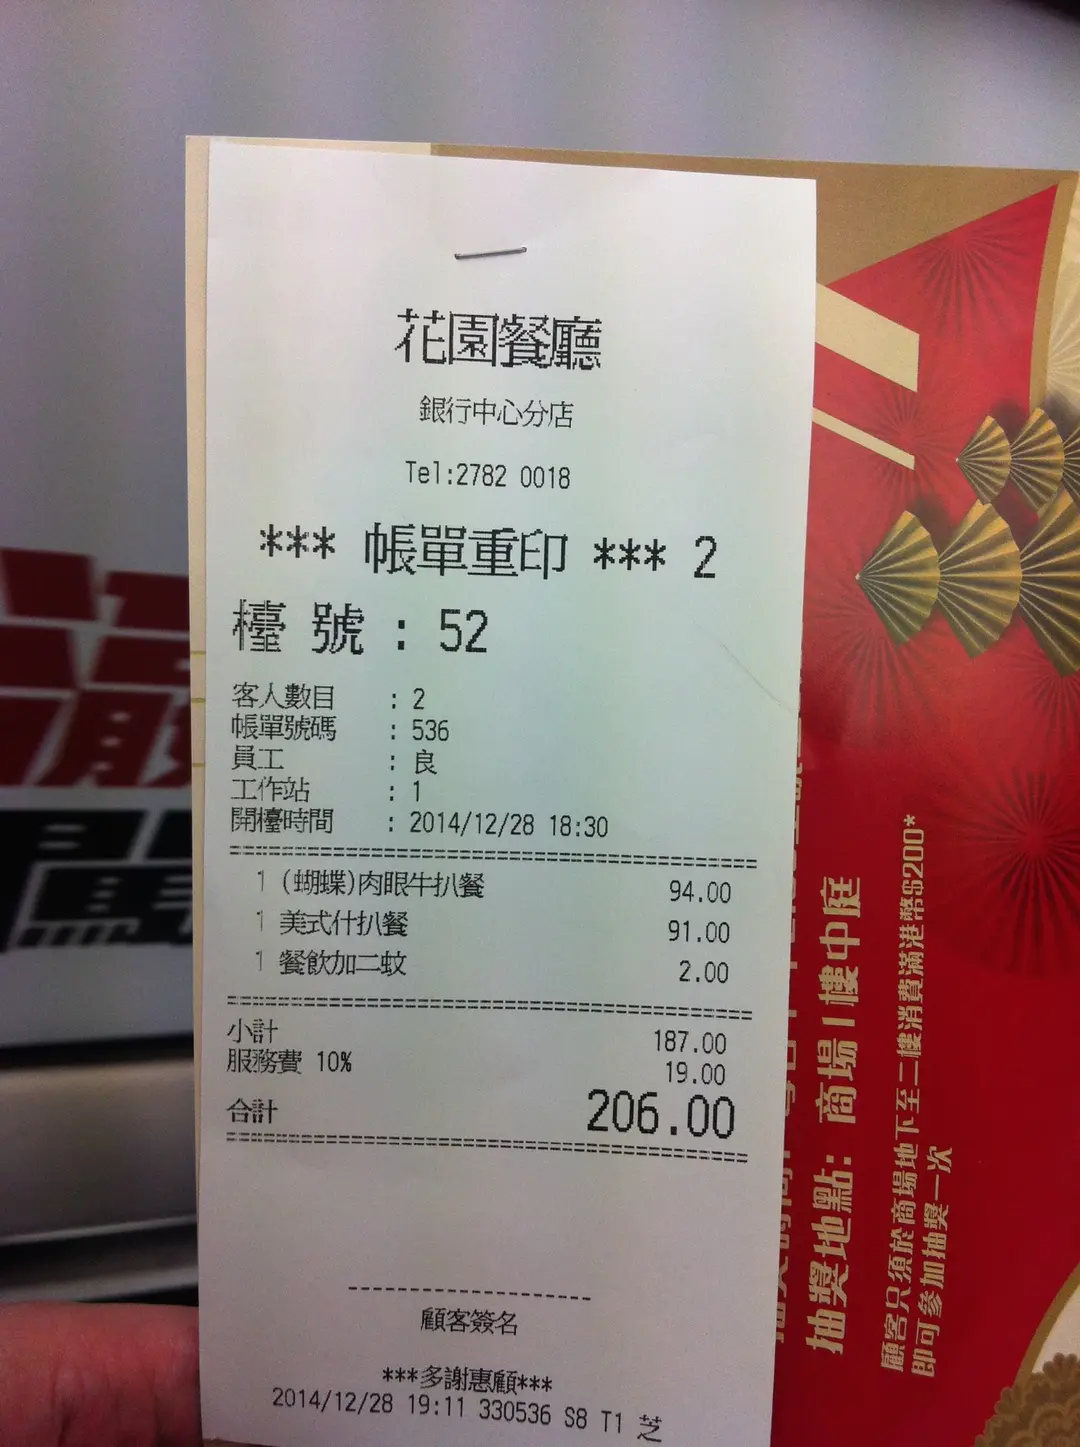 花園餐廳
銀行中心分店
Tel:2782 0018
*** 帳單重印 *** 2
檯 號 : 52
客人數目 : 2
帳單號碼 : 536
員工 : 良
工作站 : 1
開檯時間 : 2014/12/28 18:30
1 (蝴蝶)肉眼牛扒餐 94.00
1 美式什扒餐 91.00
1 餐飲加二蚊 2.00
小計 187.00
服務費 10% 19.00
合計 206.00
顧客簽名
***多謝惠顧***
2014/12/28 19:11 330536 S8 T1 芝
抽獎地點: 商場1樓中庭
顧客只須於商場地下至二樓消費滿港幣$200*
即可參加抽獎一次